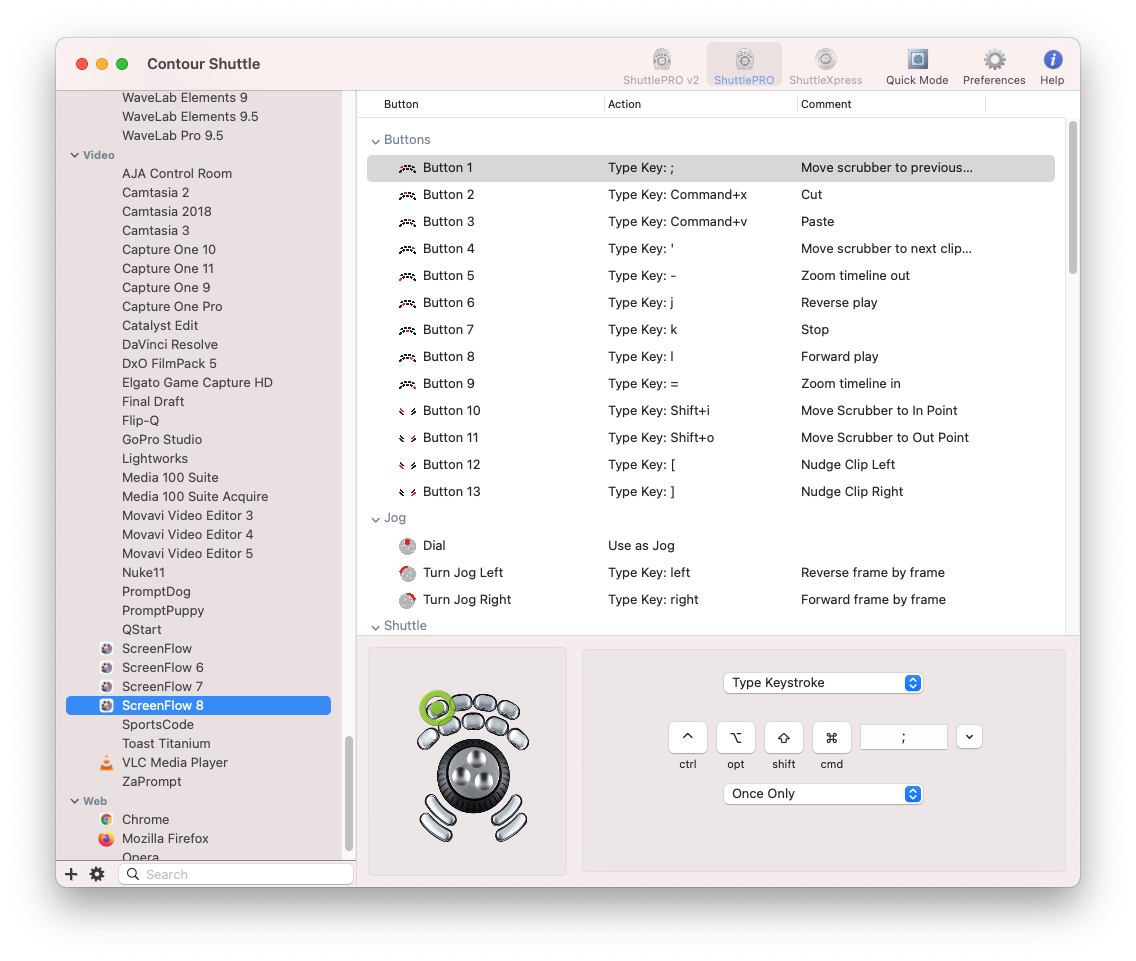 Contour Shuttle
ShuttlePRO v2
ShuttlePRO
ShuttleXpress
Quick Mode
Preferences
Help
WaveLab Elements 9
WaveLab Elements 9.5
WaveLab Pro 9.5
Video
AJA Control Room
Camtasia 2
Camtasia 2018
Camtasia 3
Capture One 10
Capture One 11
Capture One 9
Capture One Pro
Catalyst Edit
DaVinci Resolve
DxO FilmPack 5
Elgato Game Capture HD
Final Draft
Flip-Q
GoPro Studio
Lightworks
Media 100 Suite
Media 100 Suite Acquire
Movavi Video Editor 3
Movavi Video Editor 4
Movavi Video Editor 5
Nuke11
PromptDog
PromptPuppy
QStart
ScreenFlow
ScreenFlow 6
ScreenFlow 7
ScreenFlow 8
SportsCode
Toast Titanium
VLC Media Player
ZaPrompt
Web
Chrome
Mozilla Firefox
Opera
Search
Button Action Comment
Buttons
Button 1 Type Key: ; Move scrubber to previous...
Button 2 Type Key: Command+x Cut
Button 3 Type Key: Command+v Paste
Button 4 Type Key: ' Move scrubber to next clip...
Button 5 Type Key: - Zoom timeline out
Button 6 Type Key: j Reverse play
Button 7 Type Key: k Stop
Button 8 Type Key: l Forward play
Button 9 Type Key: = Zoom timeline in
Button 10 Type Key: Shift+i Move Scrubber to In Point
Button 11 Type Key: Shift+o Move Scrubber to Out Point
Button 12 Type Key: [ Nudge Clip Left
Button 13 Type Key: ] Nudge Clip Right
Jog
Dial Use as Jog
Turn Jog Left Type Key: left Reverse frame by frame
Turn Jog Right Type Key: right Forward frame by frame
Shuttle
Type Keystroke
^ ⌥ ⇧ ⌘ ;
ctrl opt shift cmd
Once Only